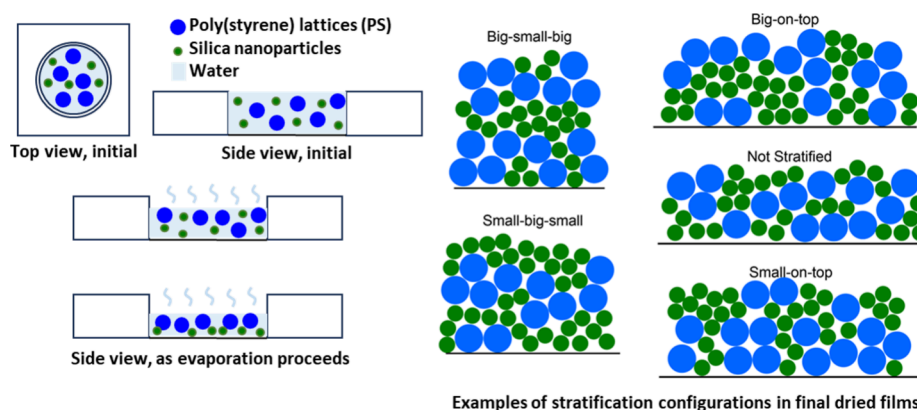 Poly(styrene) lattices (PS)
Silica nanoparticles
Water
Top view, initial
Side view, initial
Side view, as evaporation proceeds
Big-small-big
Small-big-small
Big-on-top
Not Stratified
Small-on-top
Examples of stratification configurations in final dried films